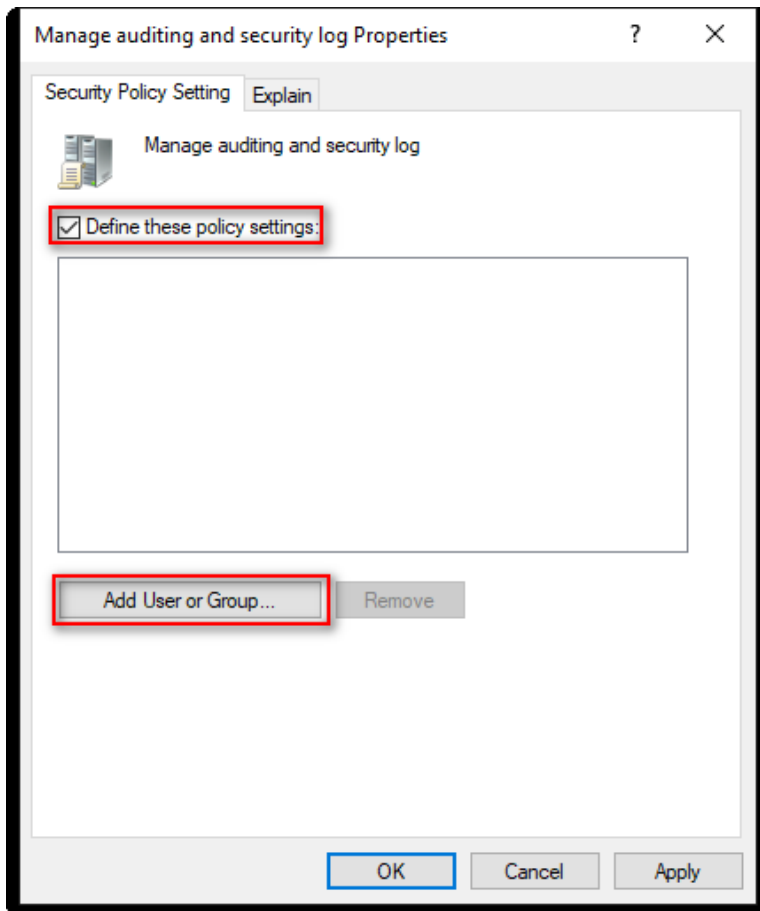 Manage auditing and security log Properties ?
Security Policy Setting Explain
Manage auditing and security log
Define these policy settings:
Add User or Group... Remove
OK Cancel Apply